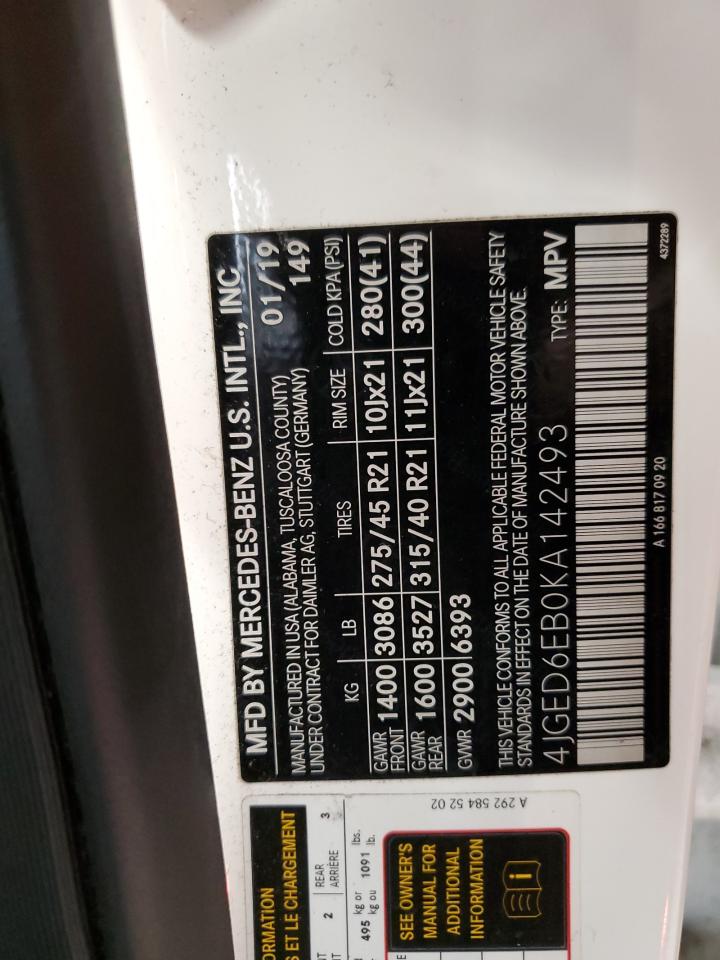 MFD BY MERCEDES-BENZ U.S. INTL., INC
01/19
MANUFACTURED IN USA (ALABAMA, TUSCALOOSA COUNTY)
149
UNDER CONTRACT FOR DAIMLER AG, STUTTGART (GERMANY)
KG LB TIRES RIM SIZE COLD KPA (PSI)
GAWR FRONT 1400 3086 275/45 R21 10Jx21 280(41)
GAWR REAR 1600 3527 315/40 R21 11Jx21 300(44)
GVWR 2900 6393
THIS VEHICLE CONFORMS TO ALL APPLICABLE FEDERAL MOTOR VEHICLE SAFETY
STANDARDS IN EFFECT ON THE DATE OF MANUFACTURE SHOWN ABOVE.
4JGED6EB0KA142493 TYPE: MPV
A 166 817 09 20
4372289
ET LE CHARGEMENT
2 REAR 3
ARRIÈRE
495 kg or 1091 lbs.
kg ou lb.
SEE OWNER'S
MANUAL FOR
ADDITIONAL
INFORMATION
A 292 584 52 02